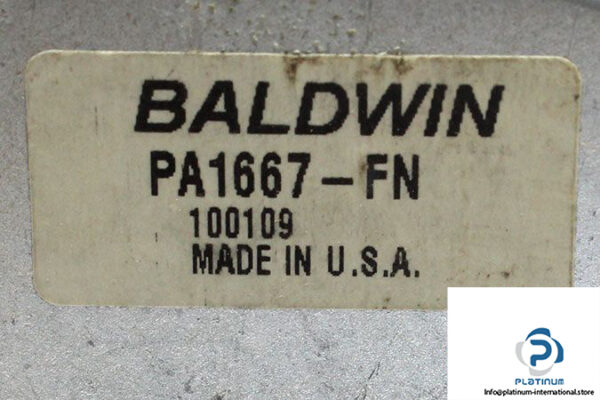 BALDWIN
PA1667-FN
100109
MADE IN U.S.A.
PLATINUM
Info@platinum-international.store